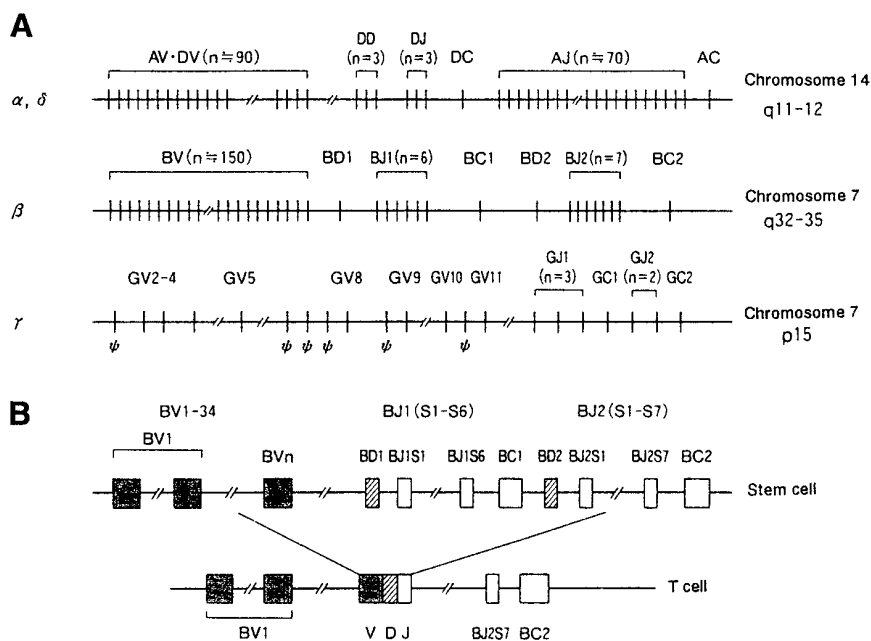 A
AV・DV(n≒90)
DD
(n=3)
DJ
(n=3)
DC
AJ(n≒70)
AC
α, δ
Chromosome 14
q11-12
BV(n≒150)
BD1
BJ1(n=6)
BC1
BD2
BJ2(n=7)
BC2
β
Chromosome 7
q32-35
GV2-4
GV5
GV8
GV9
GV10
GV11
GJ1
(n=3)
GC1
GJ2
(n=2)
GC2
γ
Chromosome 7
p15
ψ ψ ψ ψ ψ ψ
B
BV1-34
BJ1(S1-S6)
BJ2(S1-S7)
BV1
BVn
BD1
BJ1S1
BJ1S6
BC1
BD2
BJ2S1
BJ2S7
BC2
Stem cell
T cell
BV1
V D J
BJ2S7
BC2